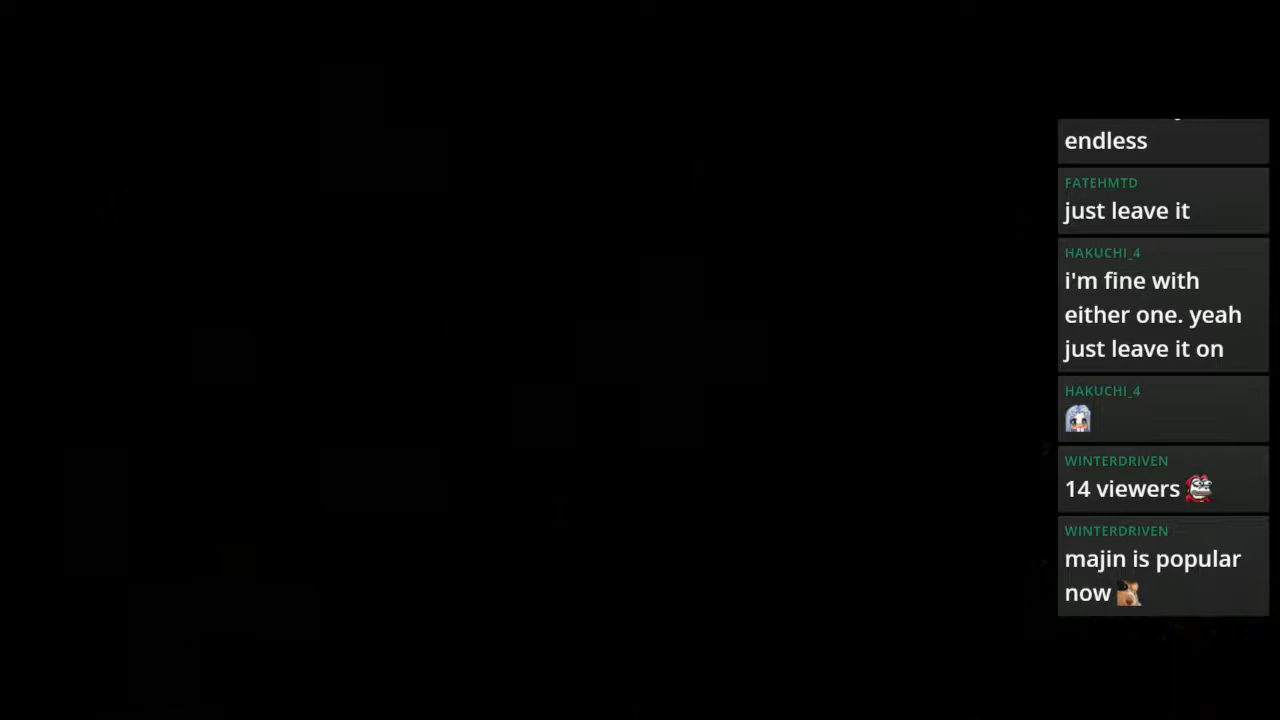 endless
FATEHMTD
just leave it
HAKUCHI_4
i'm fine with
either one. yeah
just leave it on
HAKUCHI_4
WINTERDRIVEN
14 viewers
WINTERDRIVEN
majin is popular
now